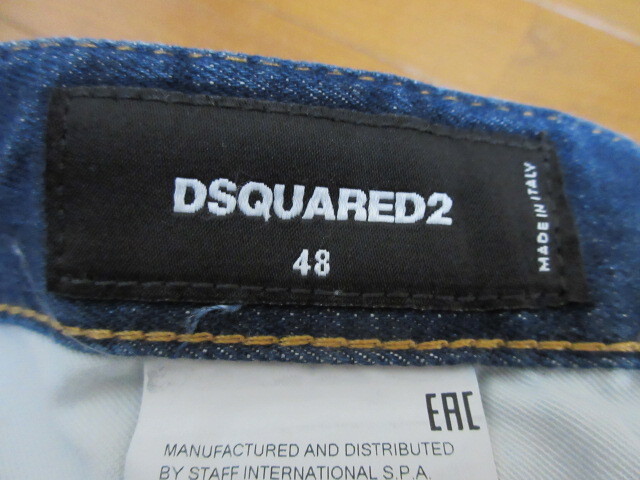 DSQUARED2
48
MADE IN ITALY
EAC
MANUFACTURED AND DISTRIBUTED
BY STAFF INTERNATIONAL S.P.A.